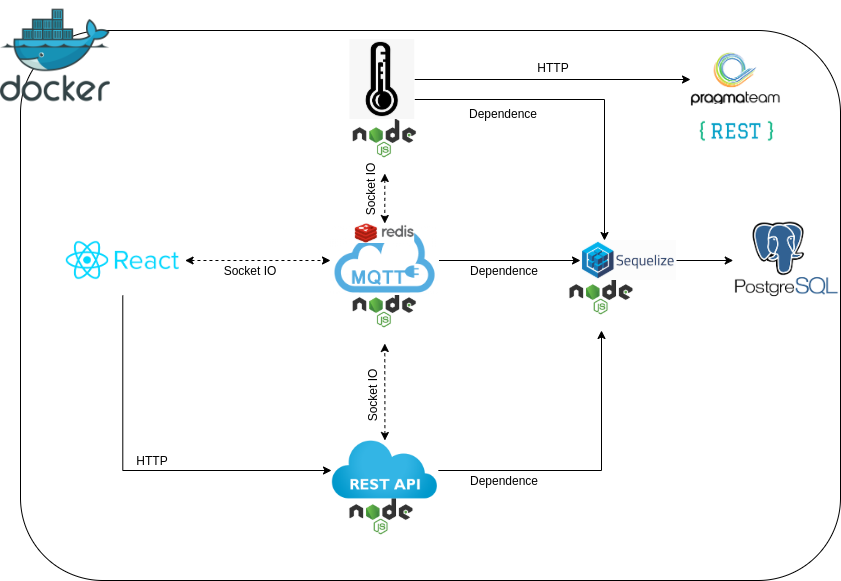 docker
HTTP
pragmateam
{ REST }
Dependence
node
JS
Socket IO
redis
MQTT
node
JS
React
Socket IO
Dependence
Sequelize
node
JS
PostgreSQL
Socket IO
HTTP
REST API
node
JS
Dependence